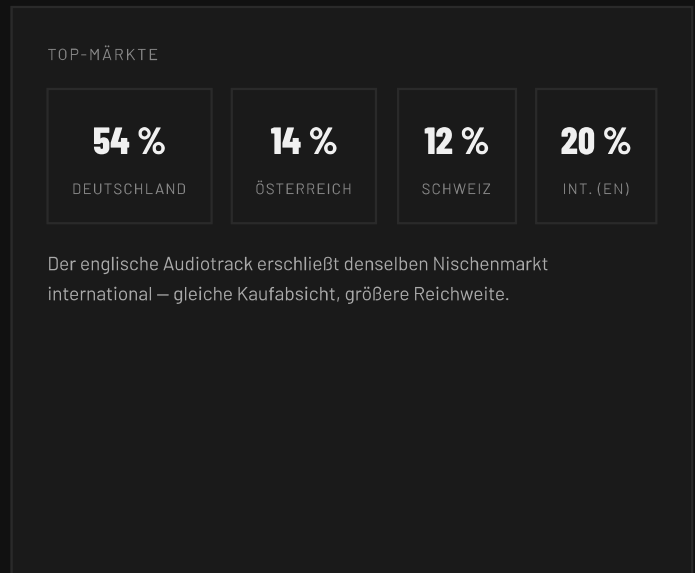 TOP-MÄRKTE
54 %
DEUTSCHLAND
14 %
ÖSTERREICH
12 %
SCHWEIZ
20 %
INT. (EN)
Der englische Audiotrack erschließt denselben Nischenmarkt
international — gleiche Kaufabsicht, größere Reichweite.